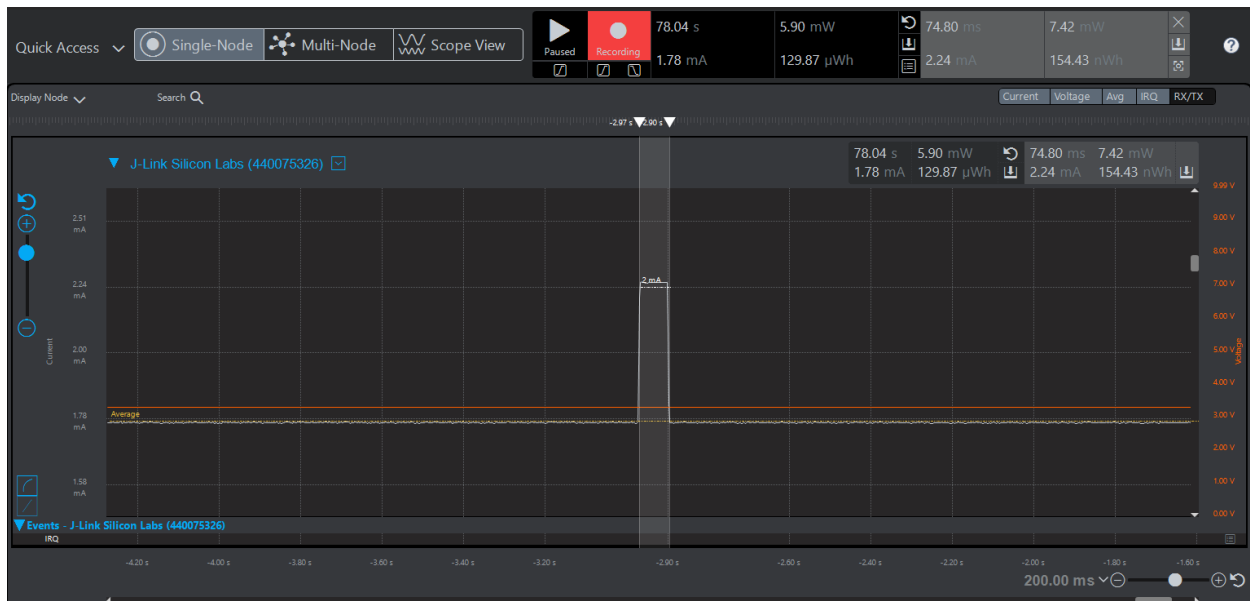 Quick Access
Single-Node
Multi-Node
Scope View
Paused
Recording
78.04 s 5.90 mW
1.78 mA 129.87 µWh
74.80 ms 7.42 mW
2.24 mA 154.43 nWh
?
Display Node
Search
Current Voltage Avg IRQ RX/TX
-2.97 s -2.90 s
J-Link Silicon Labs (440075326)
78.04 s 5.90 mW 74.80 ms 7.42 mW
1.78 mA 129.87 µWh 2.24 mA 154.43 nWh
9.99 V
2.51 mA
9.00 V
8.00 V
2.24 mA
2 mA
7.00 V
6.00 V
Current
2.00 mA
5.00 V
Voltage
4.00 V
1.78 mA
Average
3.00 V
2.00 V
1.58 mA
1.00 V
0.00 V
Events - J-Link Silicon Labs (440075326)
IRQ
-4.20 s -4.00 s -3.80 s -3.60 s -3.40 s -3.20 s -2.90 s -2.60 s -2.40 s -2.20 s -2.00 s -1.80 s -1.60 s
200.00 ms